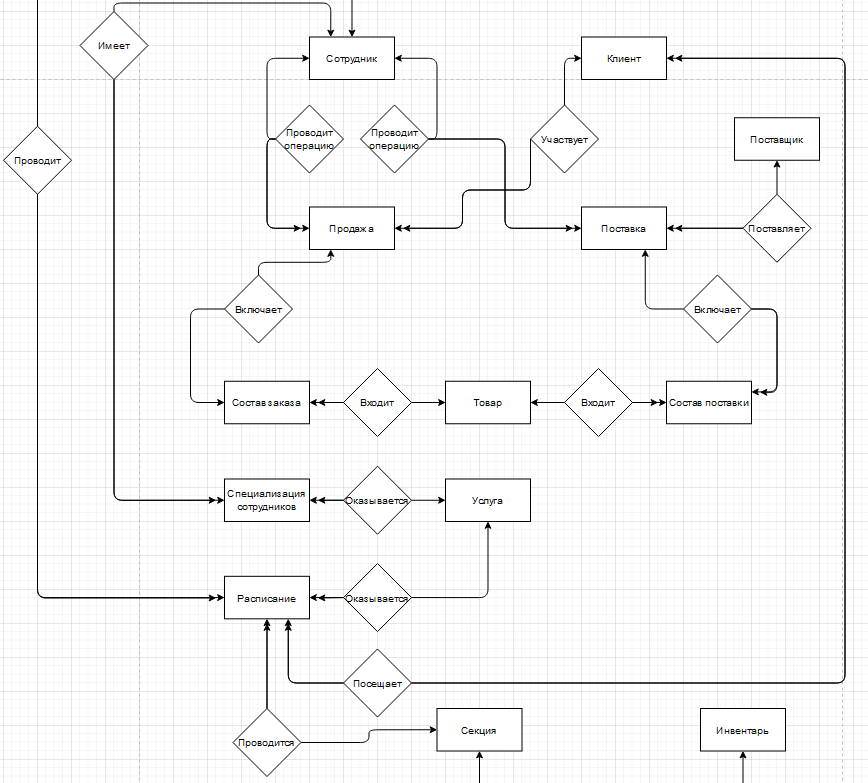 Имеет
Сотрудник
Клиент
Проводит
операцию
Проводит
операцию
Участвует
Поставщик
Проводит
Продажа
Поставка
Поставляет
Включает
Включает
Состав заказа
Входит
Товар
Входит
Состав поставки
Специализация
сотрудников
Оказывается
Услуга
Расписание
Оказывается
Посещает
Проводится
Секция
Инвентарь